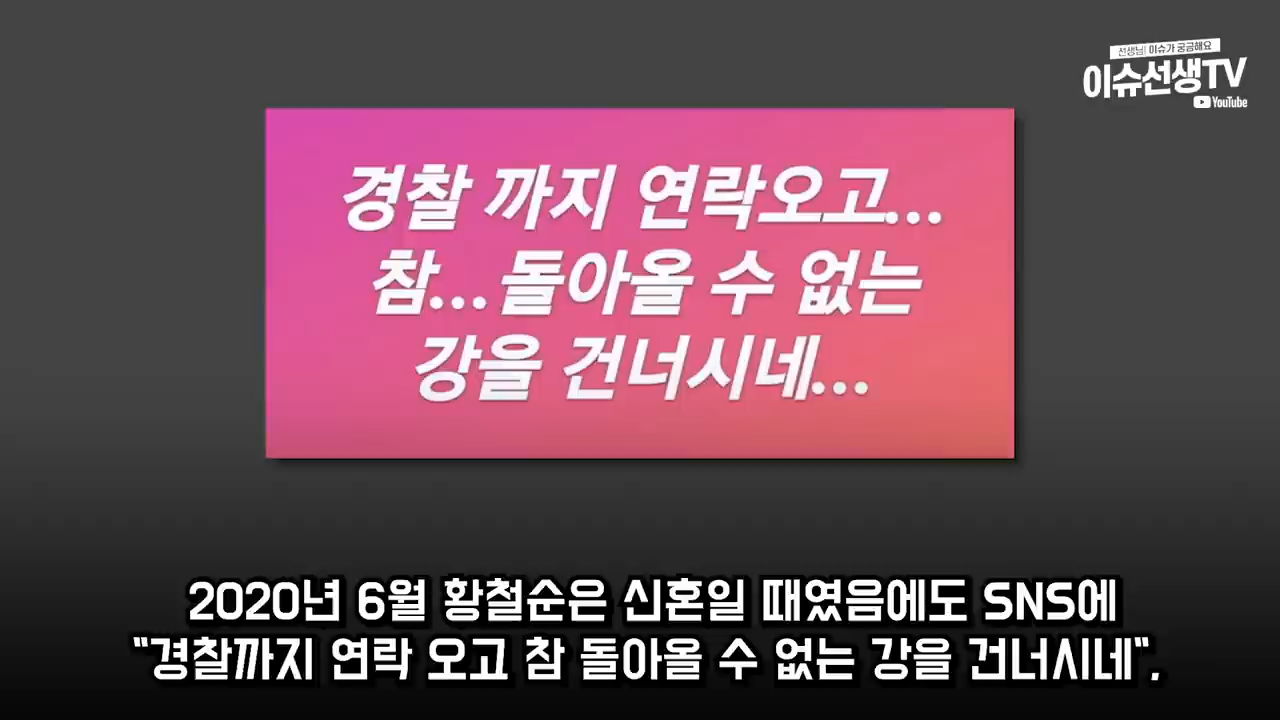 선생님! 이슈가 궁금해요
이슈선생TV
YouTube
경찰 까지 연락오고...
참... 돌아올 수 없는
강을 건너시네...
2020년 6월 황철순은 신혼일 때였음에도 SNS에
"경찰까지 연락 오고 참 돌아올 수 없는 강을 건너시네",